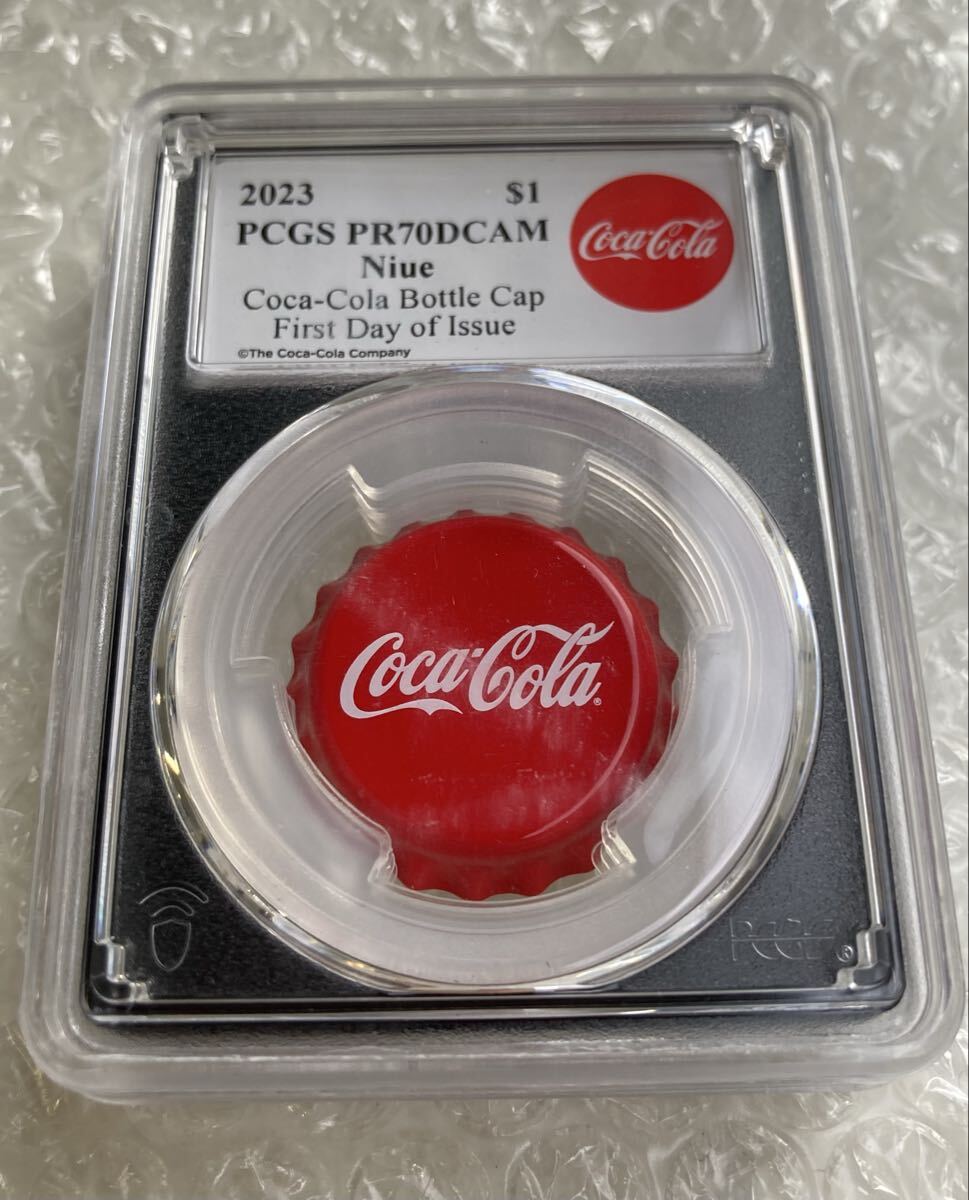 2023 $1
PCGS PR70DCAM
Niue
Coca-Cola Bottle Cap
First Day of Issue
©The Coca-Cola Company
Coca-Cola
Coca-Cola®
PCGS®